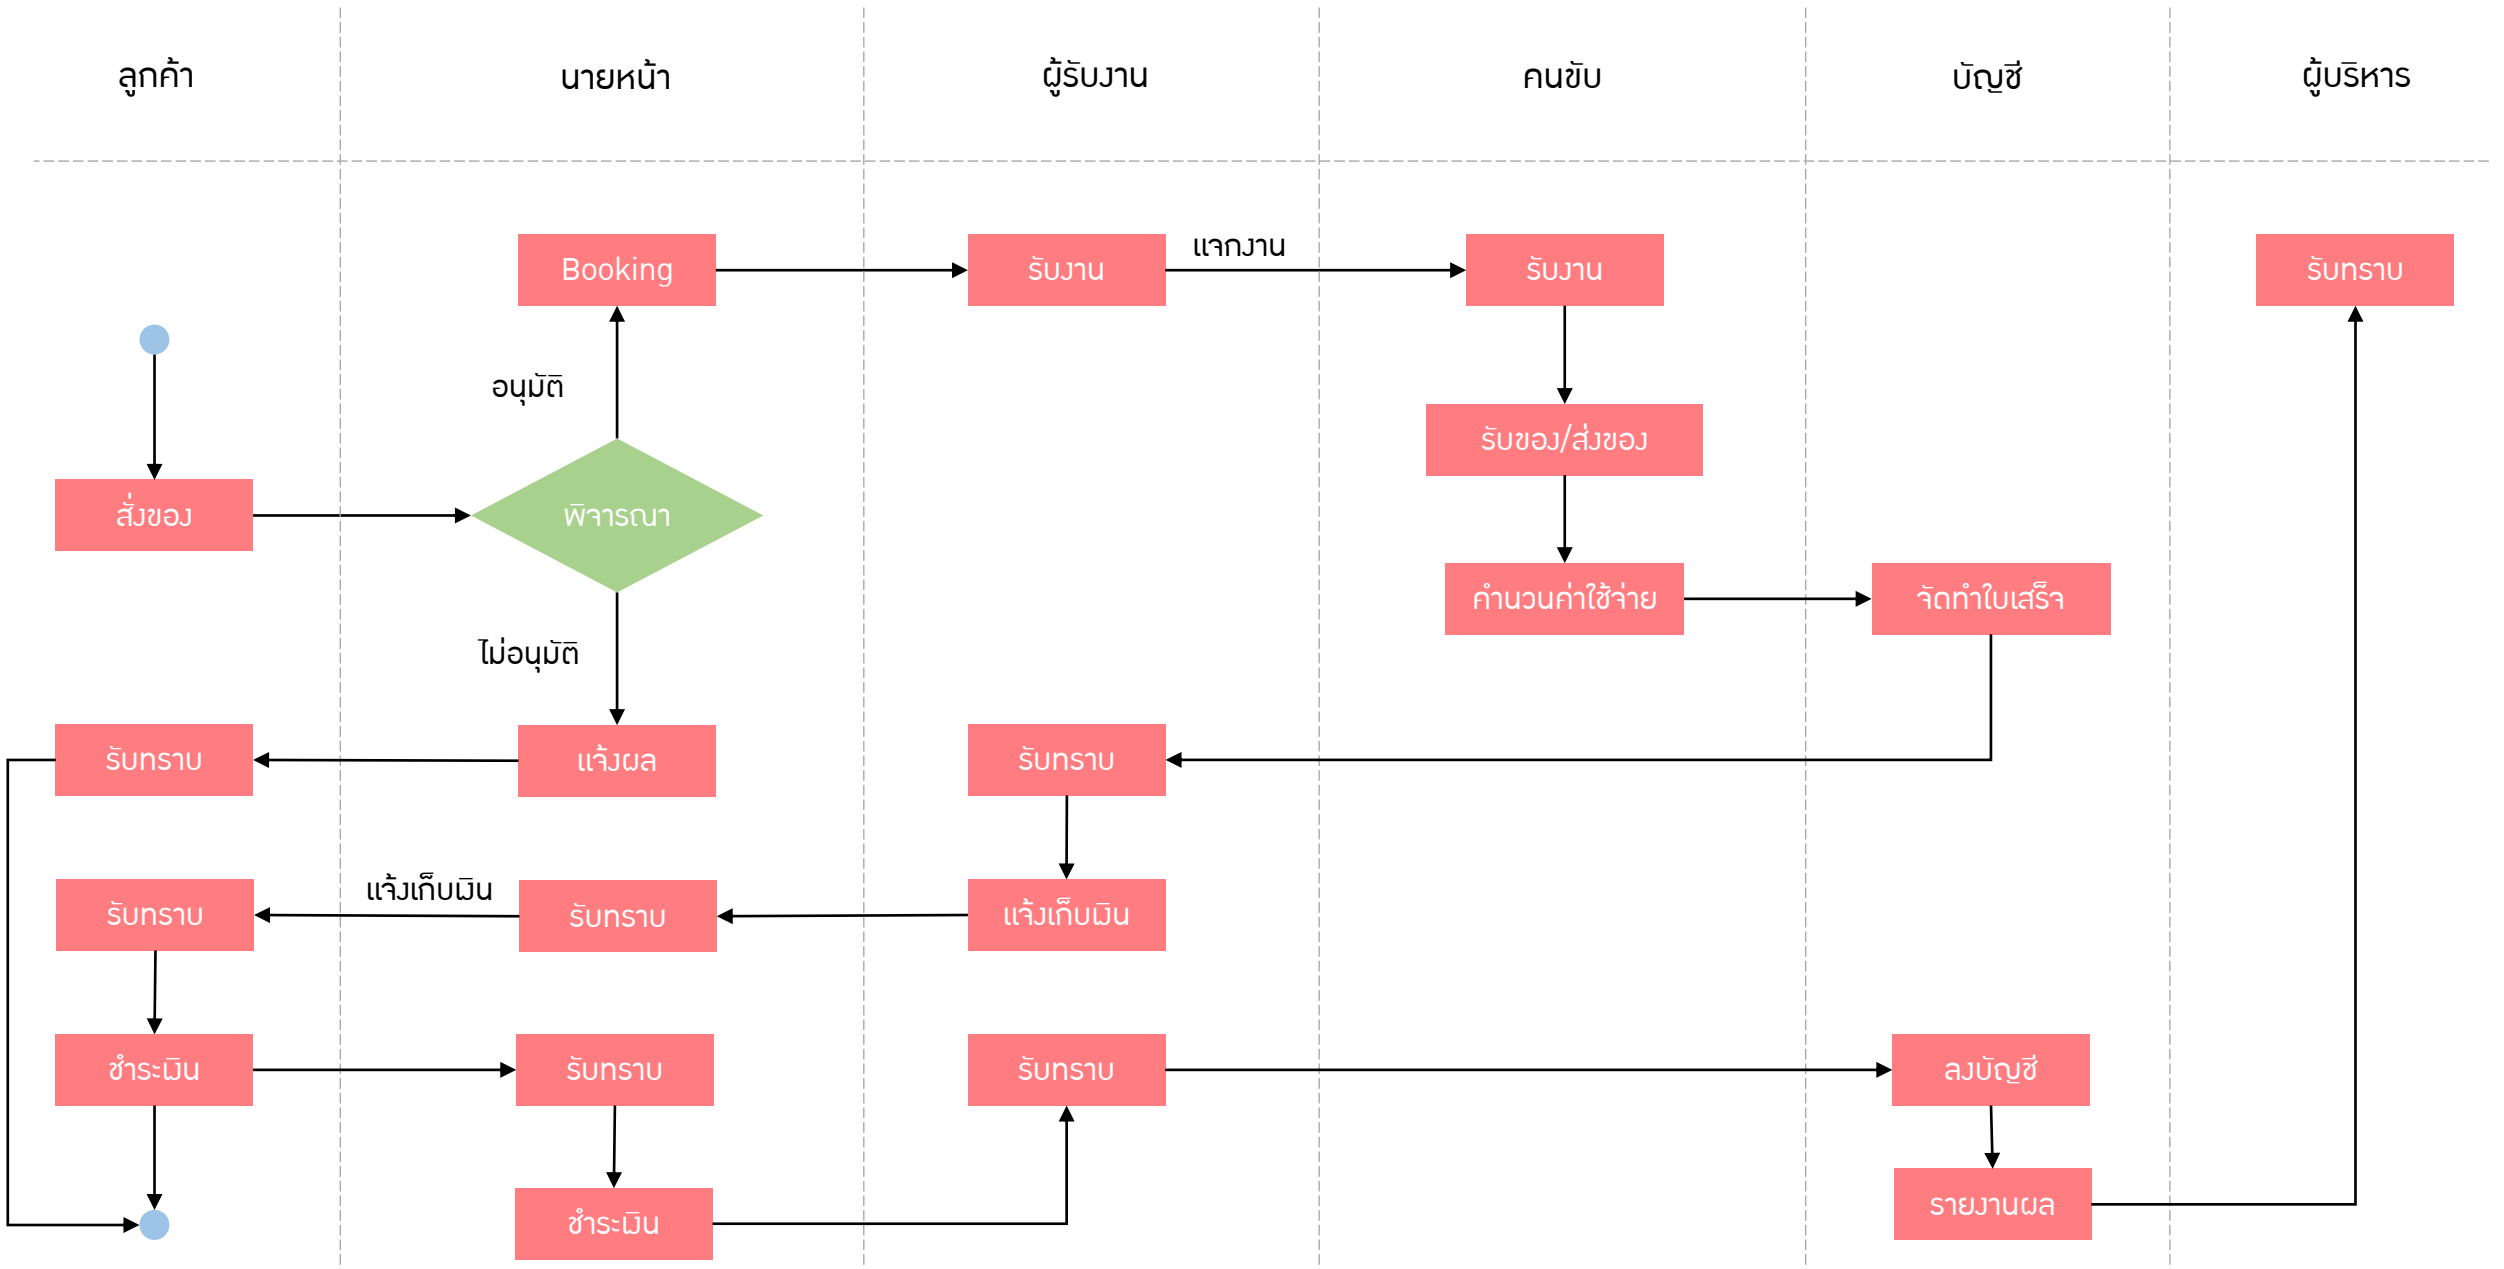 ลูกค้า
นายหน้า
ผู้รับงาน
คนขับ
บัญชี
ผู้บริหาร
Booking
รับงาน
แจกงาน
รับงาน
รับทราบ
อนุมัติ
รับของ/ส่งของ
สั่งของ
พิจารณา
คำนวนค่าใช้จ่าย
จัดทำใบเสร็จ
ไม่อนุมัติ
รับทราบ
แจ้งผล
รับทราบ
รับทราบ
แจ้งเก็บเงิน
รับทราบ
แจ้งเก็บเงิน
ชำระเงิน
รับทราบ
รับทราบ
ลงบัญชี
ชำระเงิน
รายงานผล